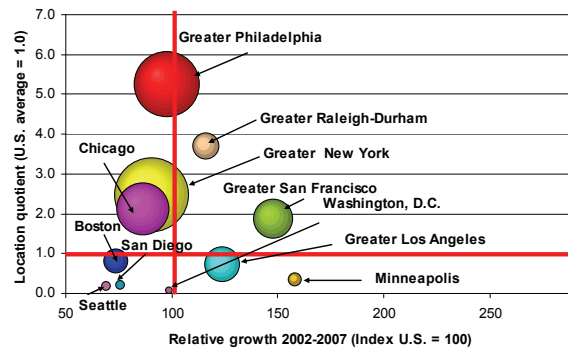 Location quotient (U.S. average = 1.0)
7.0
6.0
5.0
4.0
3.0
2.0
1.0
0.0
Greater Philadelphia
Greater Raleigh-Durham
Chicago
Greater New York
Greater San Francisco
Washington, D.C.
Boston
San Diego
Greater Los Angeles
Minneapolis
Seattle
50
100
150
200
250
Relative growth 2002-2007 (Index U.S. = 100)